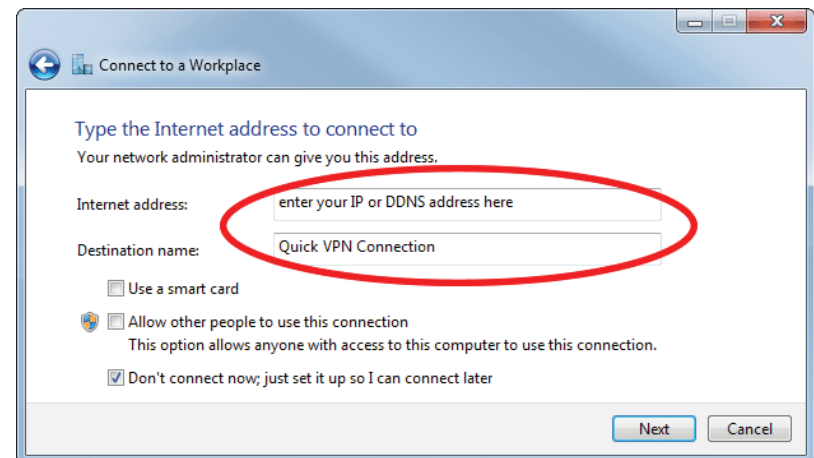 Connect to a Workplace
Type the Internet address to connect to
Your network administrator can give you this address.
Internet address: enter your IP or DDNS address here
Destination name: Quick VPN Connection
Use a smart card
Allow other people to use this connection
This option allows anyone with access to this computer to use this connection.
Don't connect now; just set it up so I can connect later
Next Cancel